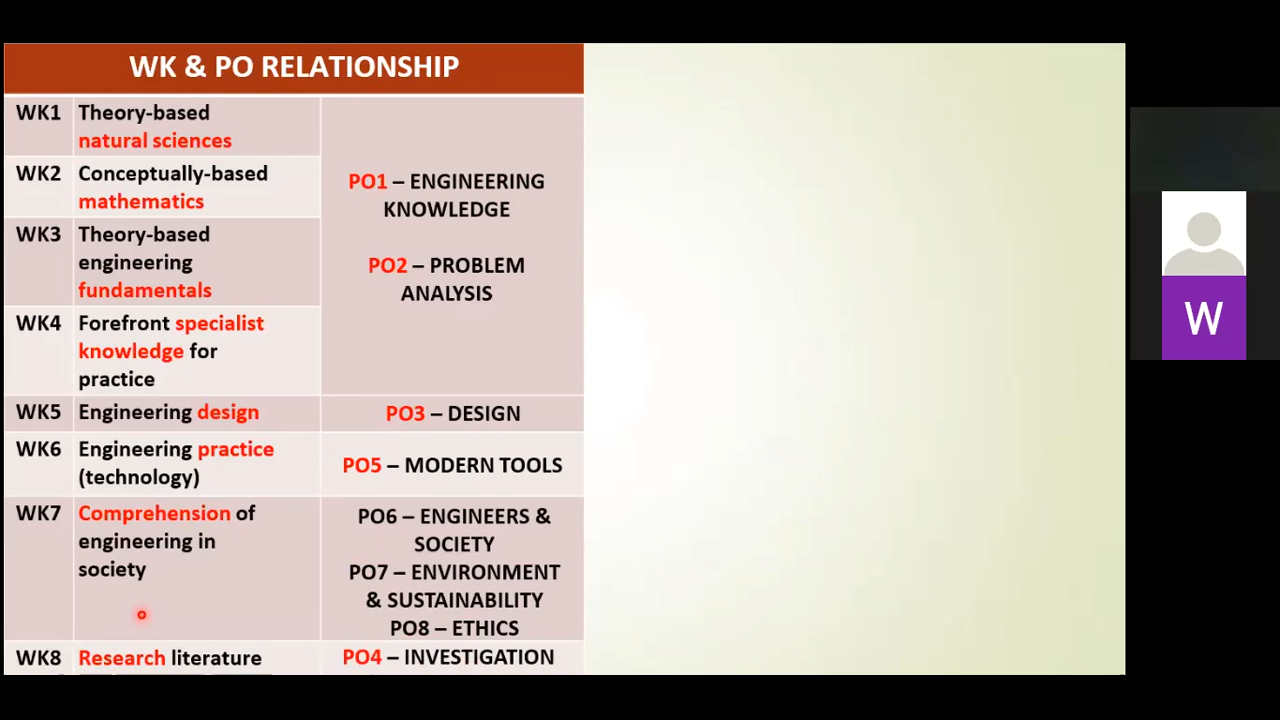 WK & PO RELATIONSHIP
WK1 Theory-based
natural sciences
WK2 Conceptually-based
mathematics
WK3 Theory-based
engineering
fundamentals
WK4 Forefront specialist
knowledge for
practice
PO1 – ENGINEERING
KNOWLEDGE
PO2 – PROBLEM
ANALYSIS
WK5 Engineering design
PO3 – DESIGN
WK6 Engineering practice
(technology)
PO5 – MODERN TOOLS
WK7 Comprehension of
engineering in
society
PO6 – ENGINEERS &
SOCIETY
PO7 – ENVIRONMENT
& SUSTAINABILITY
PO8 – ETHICS
WK8 Research literature
PO4 – INVESTIGATION
W